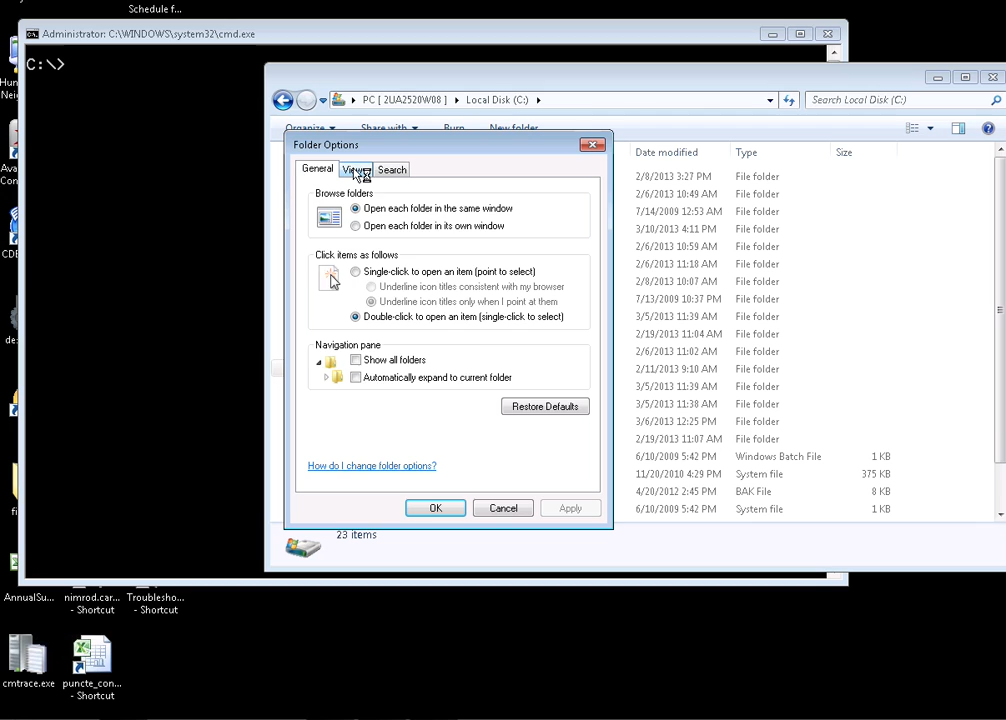 Schedule f...
Administrator: C:\WINDOWS\system32\cmd.exe
C:\>
PC [ 2UA2520W08 ] Local Disk (C:)
Search Local Disk (C:)
Organize Share with Burn New folder
Folder Options
General View Search
Browse folders
Open each folder in the same window
Open each folder in its own window
Click items as follows
Single-click to open an item (point to select)
Underline icon titles consistent with my browser
Underline icon titles only when I point at them
Double-click to open an item (single-click to select)
Navigation pane
Show all folders
Automatically expand to current folder
Restore Defaults
How do I change folder options?
OK Cancel Apply
Date modified Type Size
2/8/2013 3:27 PM File folder
2/6/2013 10:49 AM File folder
7/14/2009 12:53 AM File folder
3/10/2013 4:11 PM File folder
2/6/2013 10:59 AM File folder
2/6/2013 11:18 AM File folder
2/8/2013 10:07 AM File folder
7/13/2009 10:37 PM File folder
3/5/2013 11:39 AM File folder
2/19/2013 11:04 AM File folder
2/6/2013 11:02 AM File folder
2/11/2013 9:10 AM File folder
3/5/2013 11:39 AM File folder
3/5/2013 11:38 AM File folder
3/6/2013 12:25 PM File folder
2/19/2013 11:07 AM File folder
6/10/2009 5:42 PM Windows Batch File 1 KB
11/20/2010 4:29 PM System file 375 KB
4/20/2012 2:45 PM BAK File 8 KB
6/10/2009 5:42 PM System file 1 KB
23 items
AnnualSu...
nimrod.car...
- Shortcut
Troublesho...
- Shortcut
cmtrace.exe
puncte_con...
- Shortcut